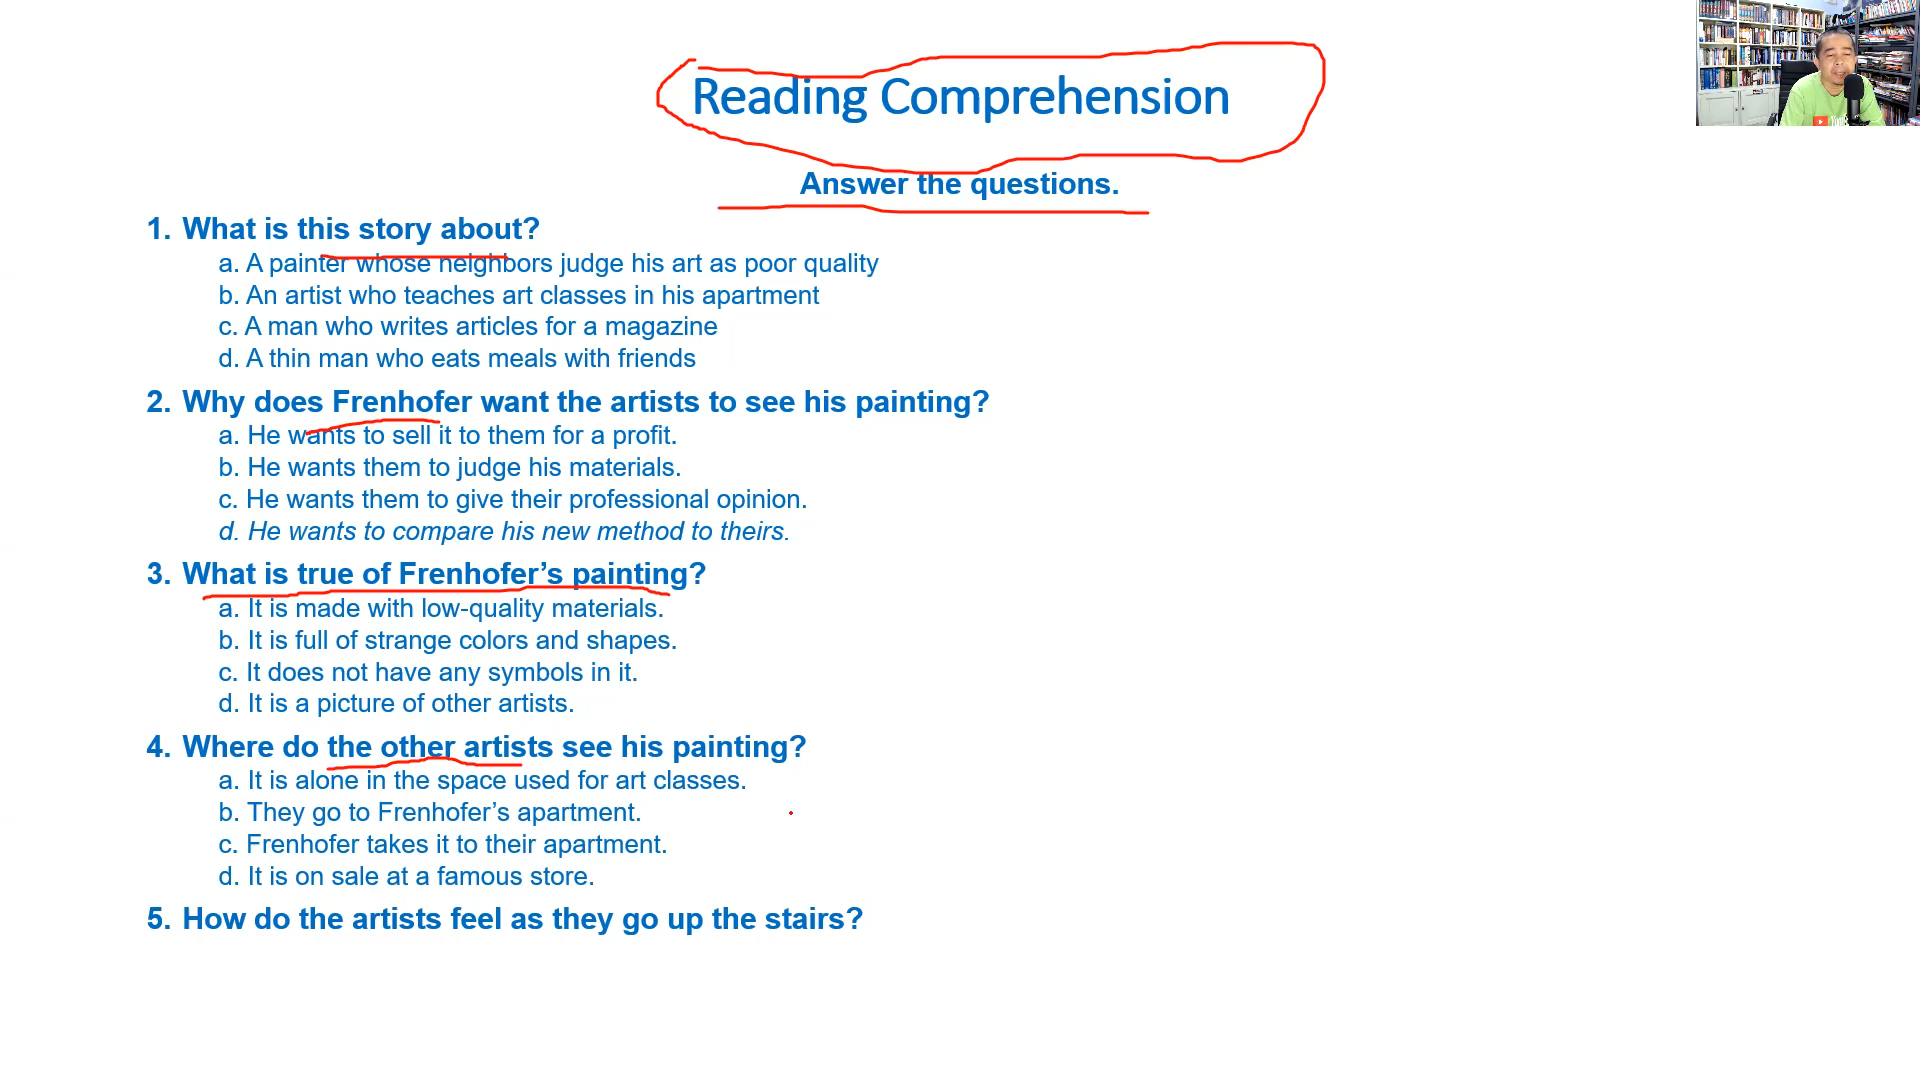 Reading Comprehension
Answer the questions.
1. What is this story about?
a. A painter whose neighbors judge his art as poor quality
b. An artist who teaches art classes in his apartment
c. A man who writes articles for a magazine
d. A thin man who eats meals with friends
2. Why does Frenhofer want the artists to see his painting?
a. He wants to sell it to them for a profit.
b. He wants them to judge his materials.
c. He wants them to give their professional opinion.
d. He wants to compare his new method to theirs.
3. What is true of Frenhofer’s painting?
a. It is made with low-quality materials.
b. It is full of strange colors and shapes.
c. It does not have any symbols in it.
d. It is a picture of other artists.
4. Where do the other artists see his painting?
a. It is alone in the space used for art classes.
b. They go to Frenhofer’s apartment.
c. Frenhofer takes it to their apartment.
d. It is on sale at a famous store.
5. How do the artists feel as they go up the stairs?